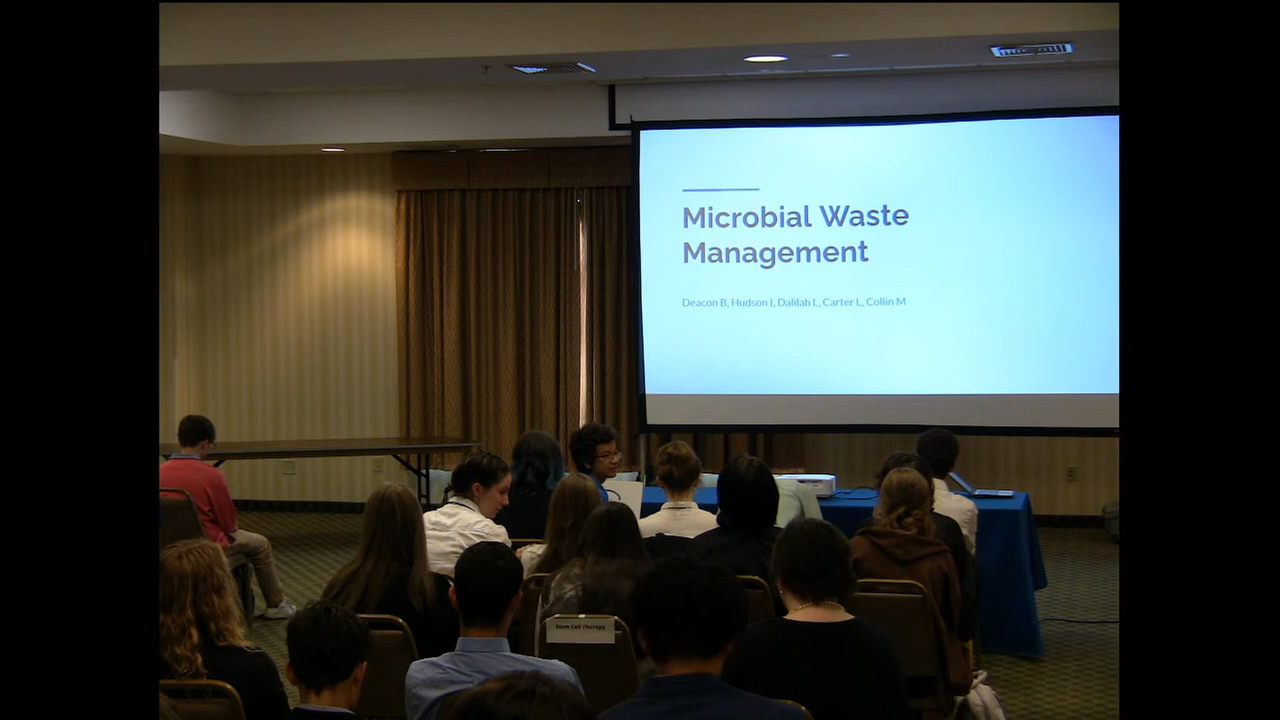 Microbial Waste
Management
Deacon B, Hudson I, Dalilah L, Carter L, Collin M
Stem Cell Therapy